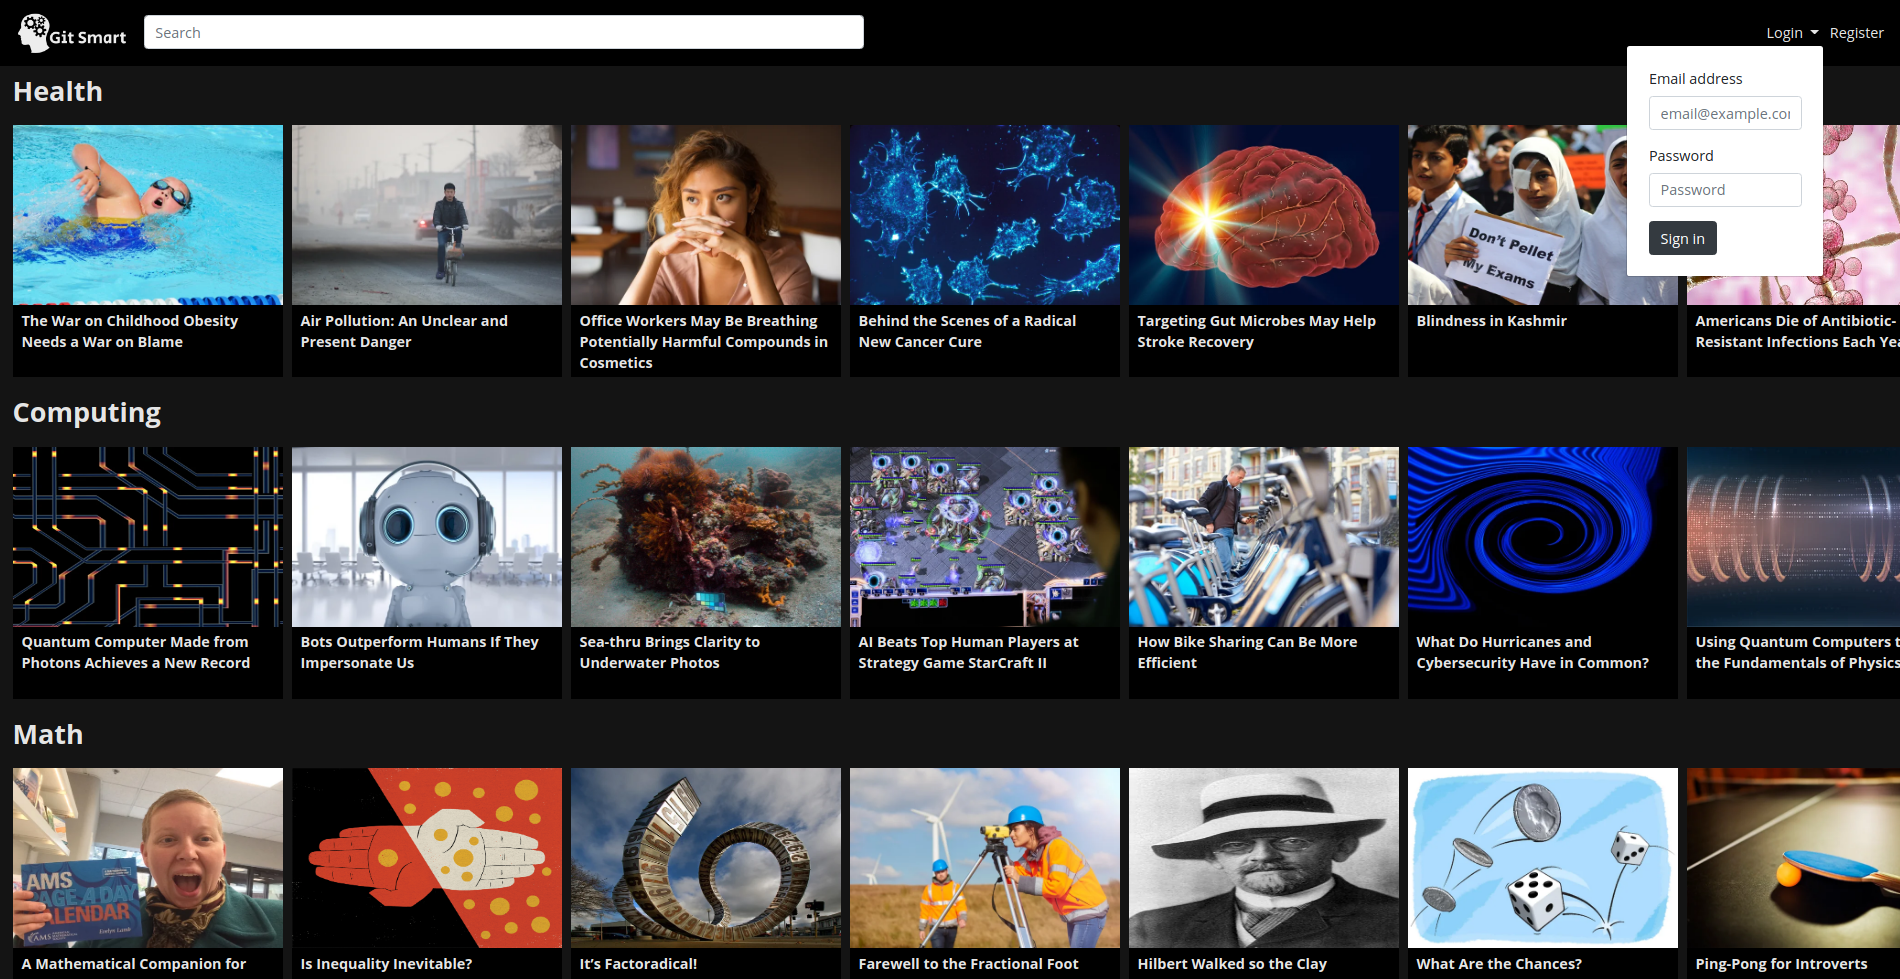 Git Smart
Search
Login
Register
Email address
email@example.co
Password
Password
Sign in
Health
Don't Pellet
My Exams
The War on Childhood Obesity
Needs a War on Blame
Air Pollution: An Unclear and
Present Danger
Office Workers May Be Breathing
Potentially Harmful Compounds in
Cosmetics
Behind the Scenes of a Radical
New Cancer Cure
Targeting Gut Microbes May Help
Stroke Recovery
Blindness in Kashmir
Americans Die of Antibiotic-
Resistant Infections Each Yea
Computing
Quantum Computer Made from
Photons Achieves a New Record
Bots Outperform Humans If They
Impersonate Us
Sea-thru Brings Clarity to
Underwater Photos
AI Beats Top Human Players at
Strategy Game StarCraft II
How Bike Sharing Can Be More
Efficient
What Do Hurricanes and
Cybersecurity Have in Common?
Using Quantum Computers t
the Fundamentals of Physics
Math
AMS
PAGE A DAY
CALENDAR
AMS
Evelyn Lamb
A Mathematical Companion for
Is Inequality Inevitable?
It's Factoradical!
Farewell to the Fractional Foot
Hilbert Walked so the Clay
What Are the Chances?
Ping-Pong for Introverts